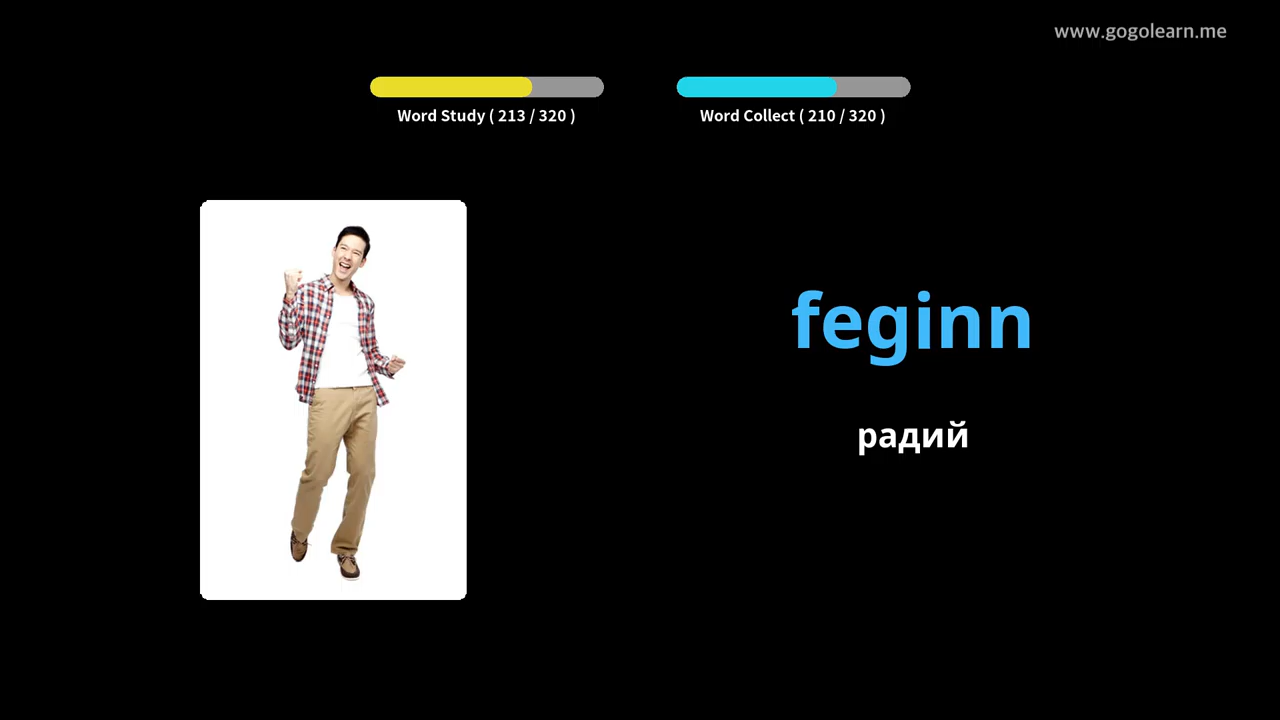 www.gogolearn.me
Word Study ( 213 / 320 )
Word Collect ( 210 / 320 )
feginn
радий